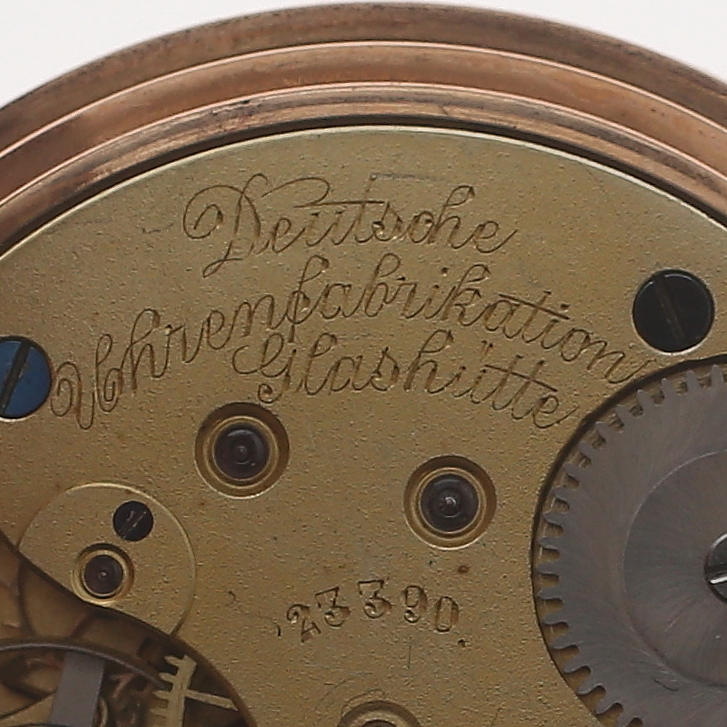 Deutsche
Uhrenfabrikation
Glashütte
23390.